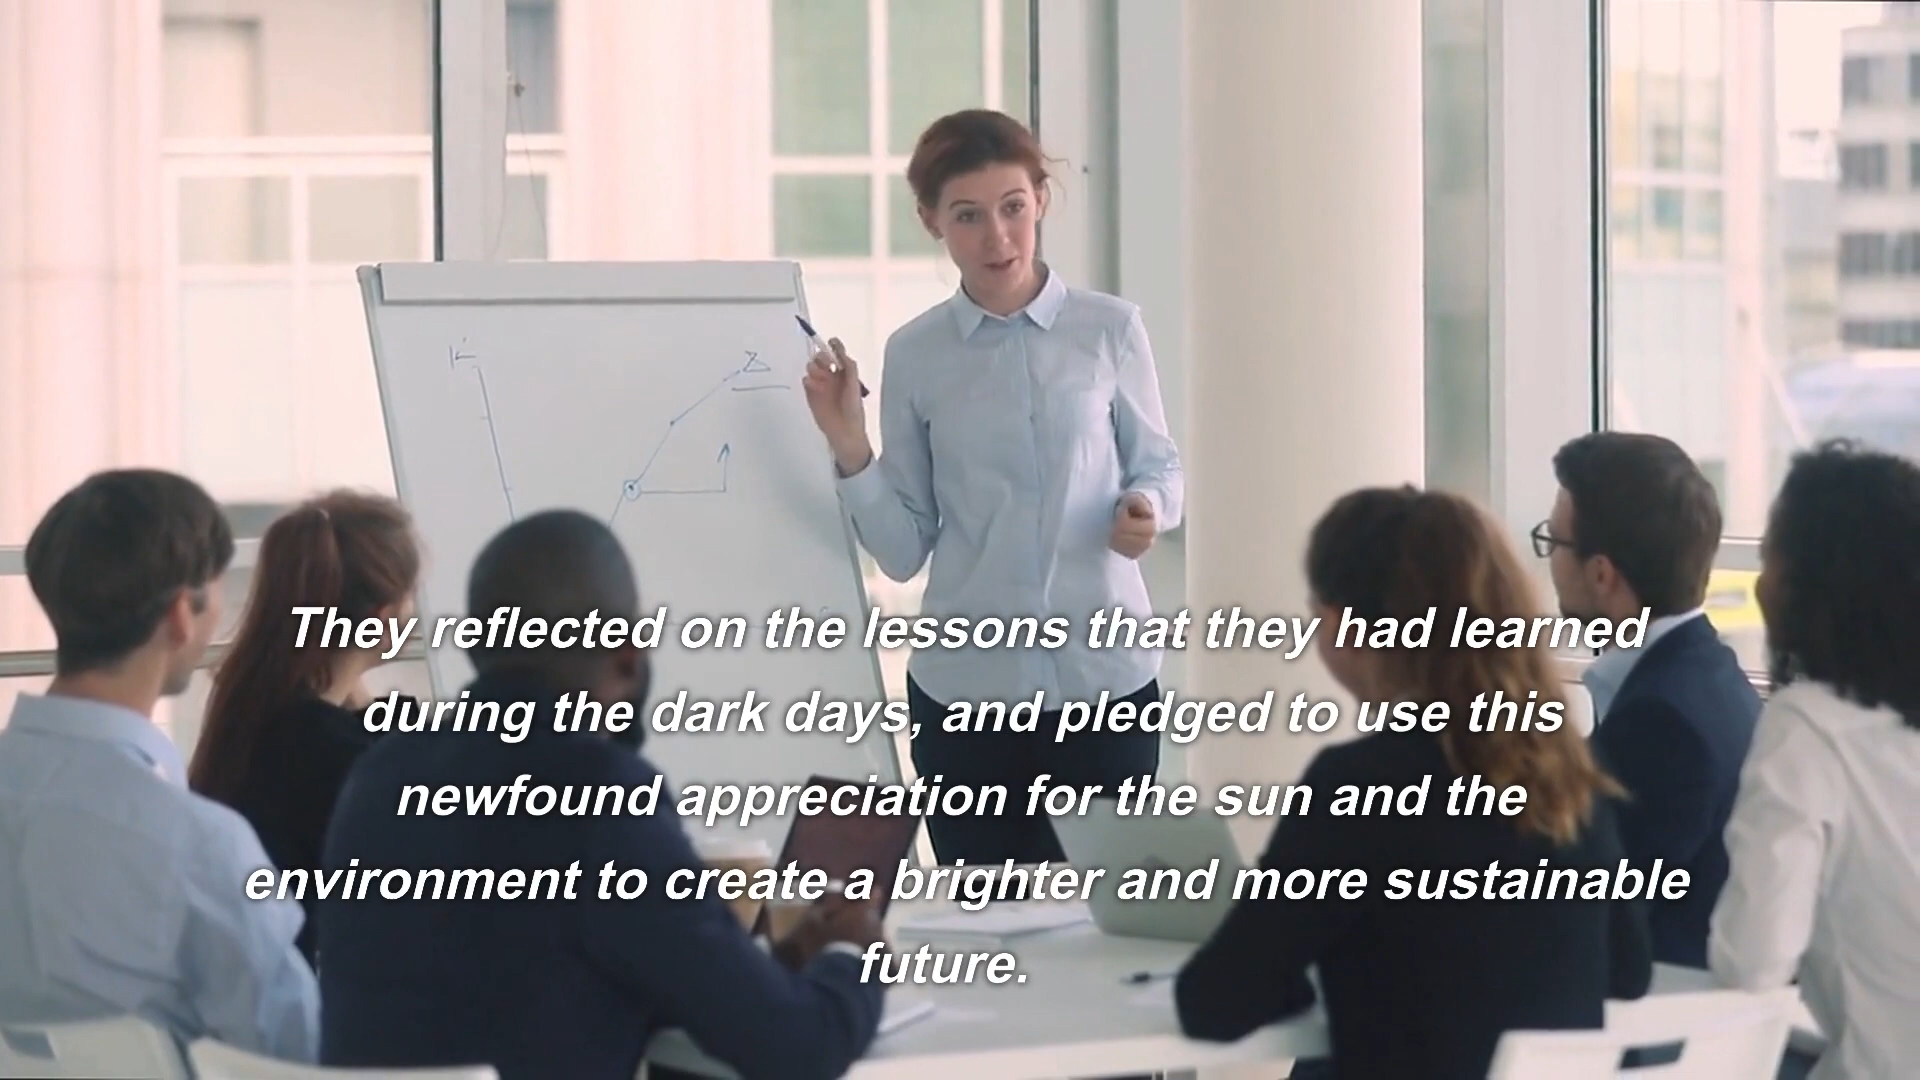 They reflected on the lessons that they had learned
during the dark days, and pledged to use this
newfound appreciation for the sun and the
environment to create a brighter and more sustainable
future.